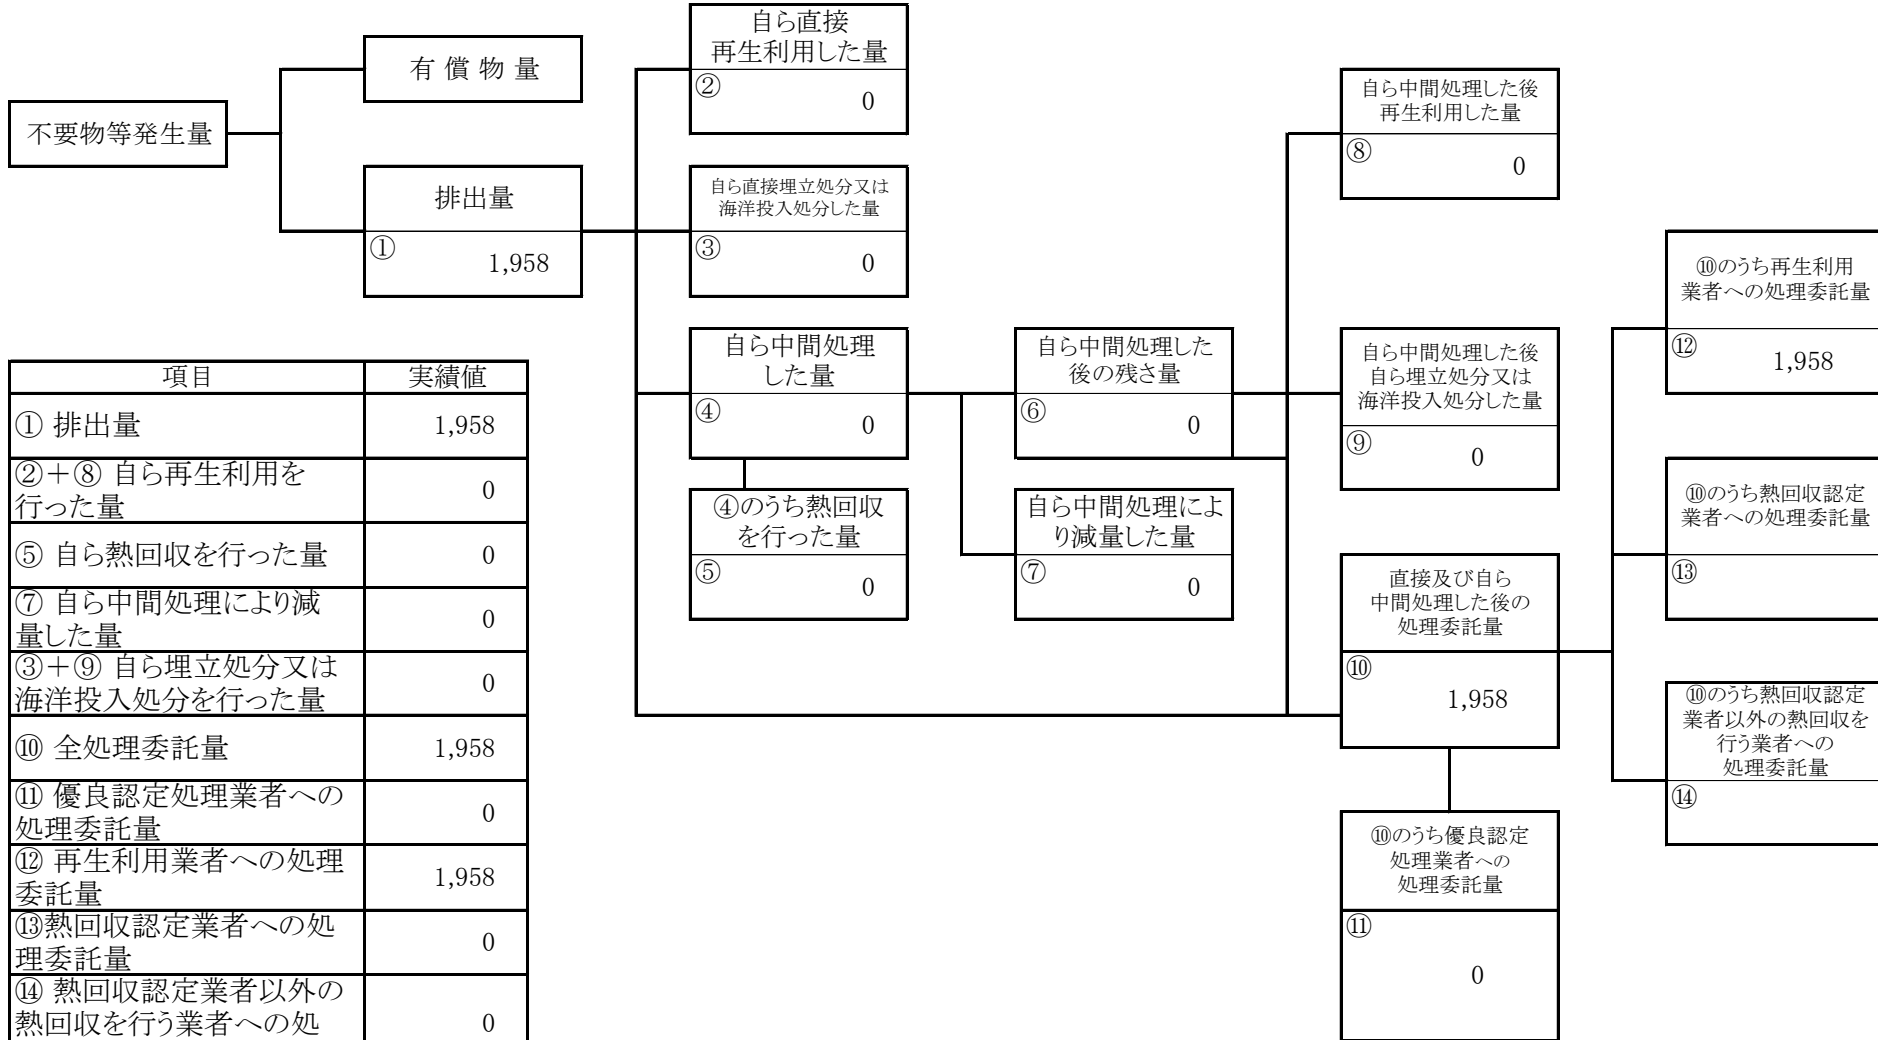 不要物等発生量
有 償 物 量
排出量
①
1,958
自ら直接
再生利用した量
②
0
自ら直接埋立処分又は
海洋投入処分した量
③
0
自ら中間処理
した量
④
0
④のうち熱回収
を行った量
⑤
0
自ら中間処理した
後の残さ量
⑥
0
自ら中間処理によ
り減量した量
⑦
0
自ら中間処理した後
再生利用した量
⑧
0
自ら中間処理した後
自ら埋立処分又は
海洋投入処分した量
⑨
0
直接及び自ら
中間処理した後の
処理委託量
⑩
1,958
⑩のうち優良認定
処理業者への
処理委託量
⑪
0
⑩のうち再生利用
業者への処理委託量
⑫
1,958
⑩のうち熱回収認定
業者への処理委託量
⑬
⑩のうち熱回収認定
業者以外の熱回収を
行う業者への
処理委託量
⑭
項目 実績値
① 排出量 1,958
②＋⑧ 自ら再生利用を
行った量 0
⑤ 自ら熱回収を行った量 0
⑦ 自ら中間処理により減
量した量 0
③＋⑨ 自ら埋立処分又は
海洋投入処分を行った量 0
⑩ 全処理委託量 1,958
⑪ 優良認定処理業者への
処理委託量 0
⑫ 再生利用業者への処理
委託量 1,958
⑬熱回収認定業者への処
理委託量 0
⑭ 熱回収認定業者以外の
熱回収を行う業者への処 0